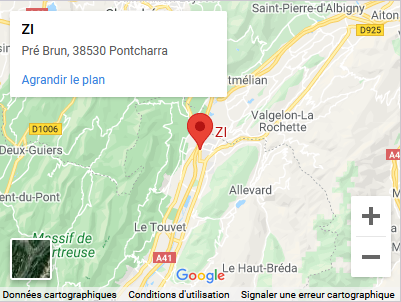 ZI
Pré Brun, 38530 Pontcharra
Agrandir le plan
Saint-Pierre-d'Albigny
Aiton
D925
tmélian
Valgelon-La
Rochette
D1006
Deux-Guiers
ZI
A4
Allevard
ent-du-Pont
Le Touvet
Massif de
rtreuse
A41
Le Haut-Bréda
Google
Données cartographiques
Conditions d'utilisation
Signaler une erreur cartographique